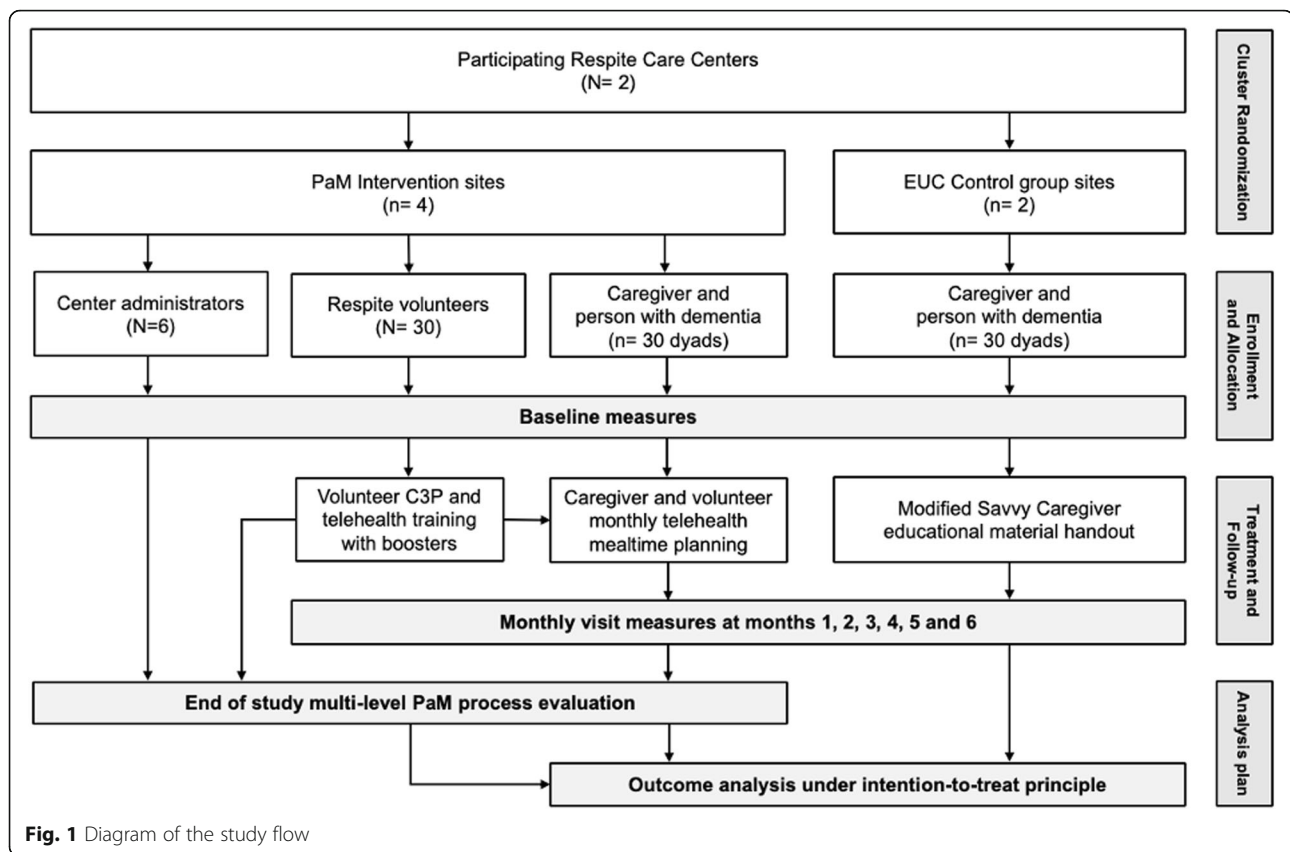 Participating Respite Care Centers
(N= 2)
Cluster Randomization
PaM Intervention sites
(n= 4)
EUC Control group sites
(n= 2)
Center administrators
(N=6)
Respite volunteers
(N= 30)
Caregiver and
person with dementia
(n= 30 dyads)
Caregiver and
person with dementia
(n= 30 dyads)
Enrollment
and Allocation
Baseline measures
Volunteer C3P and
telehealth training
with boosters
Caregiver and volunteer
monthly telehealth
mealtime planning
Modified Savvy Caregiver
educational material handout
Treatment and
Follow-up
Monthly visit measures at months 1, 2, 3, 4, 5 and 6
End of study multi-level PaM process evaluation
Analysis plan
Outcome analysis under intention-to-treat principle
Fig. 1 Diagram of the study flow